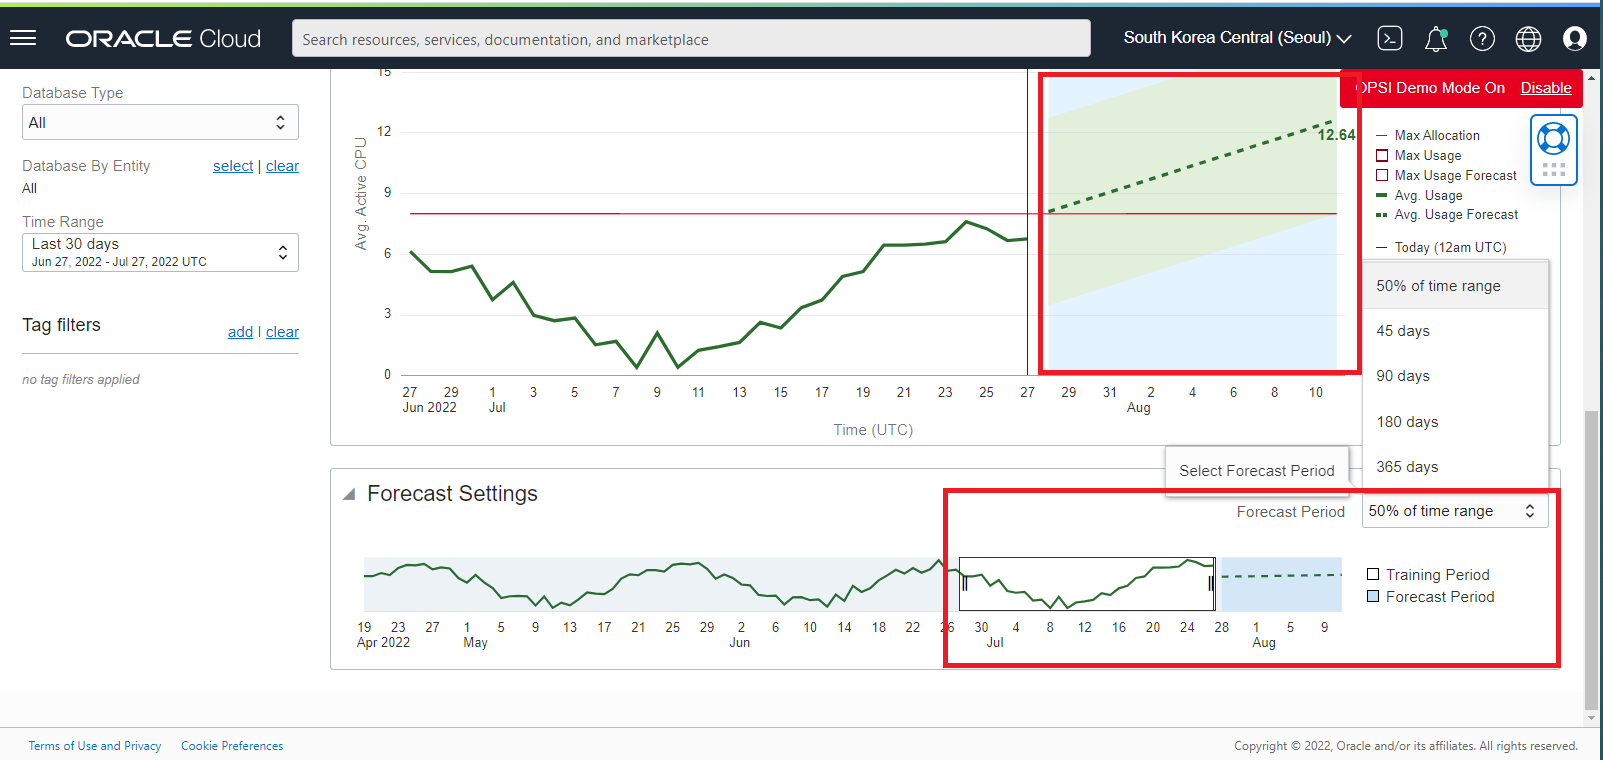 ORACLE Cloud
Search resources, services, documentation, and marketplace
South Korea Central (Seoul)
OPSI Demo Mode On Disable
Database Type
All
Database By Entity select | clear
All
Time Range
Last 30 days
Jun 27, 2022 - Jul 27, 2022 UTC
Tag filters add | clear
no tag filters applied
Avg. Active CPU
15
12
9
6
3
0
12.64
27 29 1 3 5 7 9 11 13 15 17 19 21 23 25 27 29 31 2 4 6 8 10
Jun 2022 Jul Aug
Time (UTC)
Max Allocation
Max Usage
Max Usage Forecast
Avg. Usage
Avg. Usage Forecast
Today (12am UTC)
50% of time range
45 days
90 days
180 days
365 days
Select Forecast Period
Forecast Settings
Forecast Period 50% of time range
Training Period
Forecast Period
19 23 27 1 5 9 13 17 21 25 29 2 6 10 14 18 22 26 30 4 8 12 16 20 24 28 1 5 9
Apr 2022 May Jun Jul Aug
Terms of Use and Privacy Cookie Preferences
Copyright © 2022, Oracle and/or its affiliates. All rights reserved.